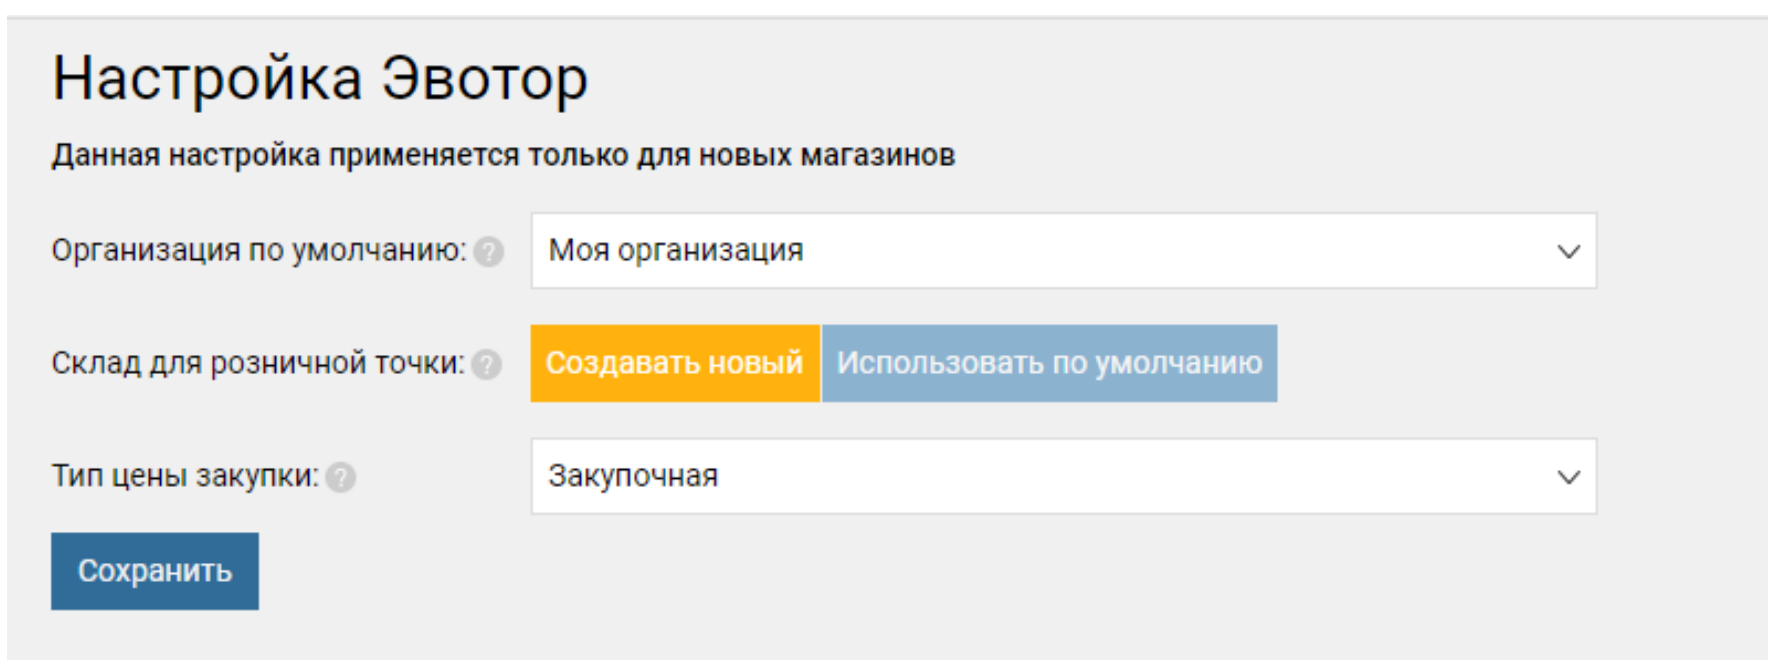 Настройка Эвотор
Данная настройка применяется только для новых магазинов
Организация по умолчанию: ? Моя организация
Склад для розничной точки: ? Создавать новый Использовать по умолчанию
Тип цены закупки: ? Закупочная
Сохранить